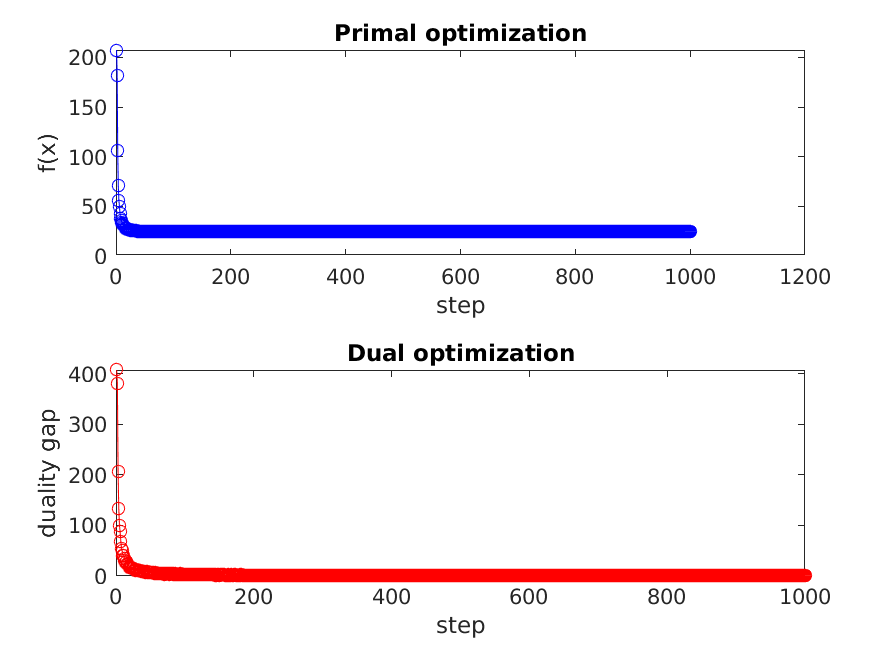 Primal optimization
200
150
100
50
0
f(x)
0 200 400 600 800 1000 1200
step
Dual optimization
400
300
200
100
0
duality gap
0 200 400 600 800 1000
step